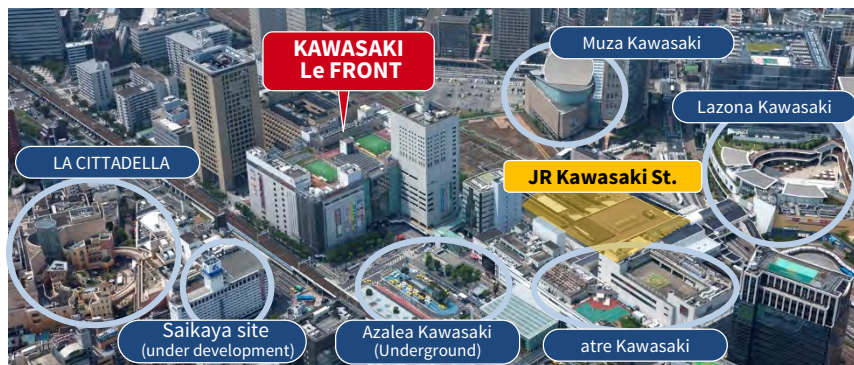 KAWASAKI
Le FRONT
Muza Kawasaki
Lazona Kawasaki
LA CITTADELLA
JR Kawasaki St.
Saikaya site
(under development)
Azalea Kawasaki
(Underground)
atre Kawasaki